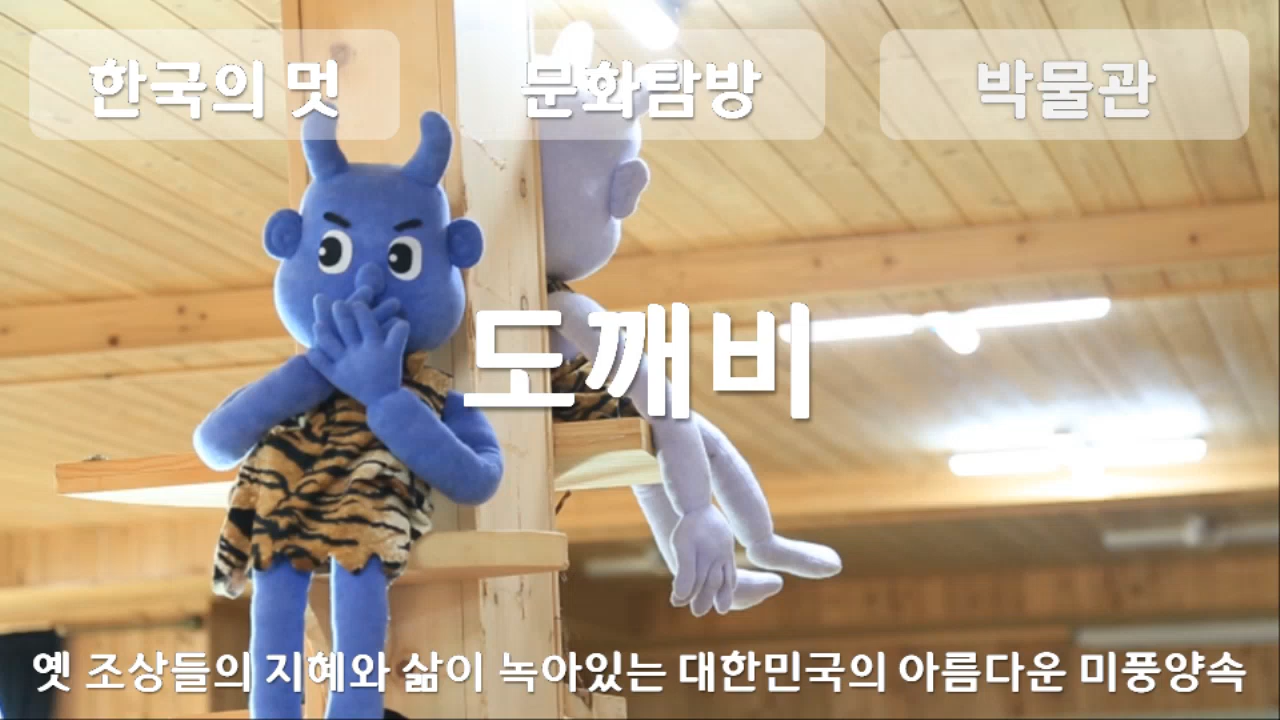 한국의 멋
문화탐방
박물관
도깨비
옛 조상들의 지혜와 삶이 녹아있는 대한민국의 아름다운 미풍양속